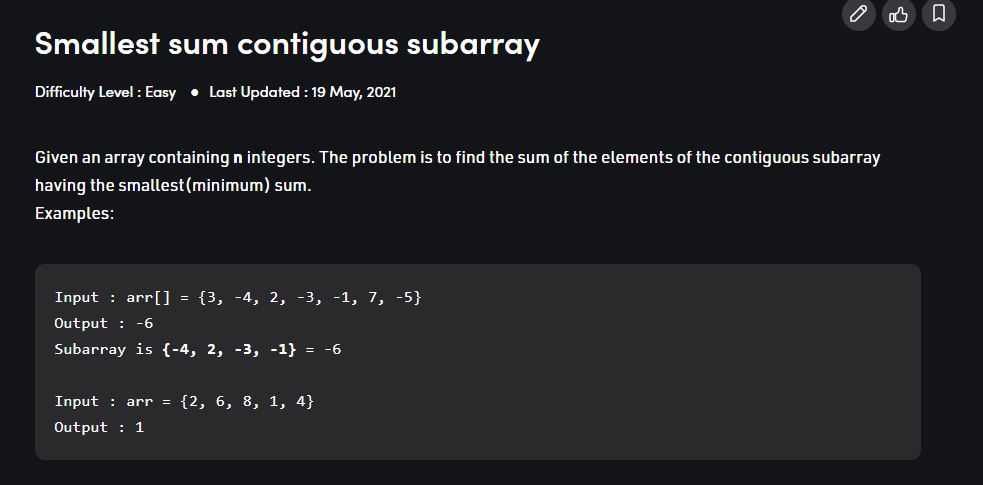 Smallest sum contiguous subarray
Difficulty Level : Easy ● Last Updated : 19 May, 2021
Given an array containing n integers. The problem is to find the sum of the elements of the contiguous subarray
having the smallest(minimum) sum.
Examples:
Input : arr[] = {3, -4, 2, -3, -1, 7, -5}
Output : -6
Subarray is {-4, 2, -3, -1} = -6
Input : arr = {2, 6, 8, 1, 4}
Output : 1